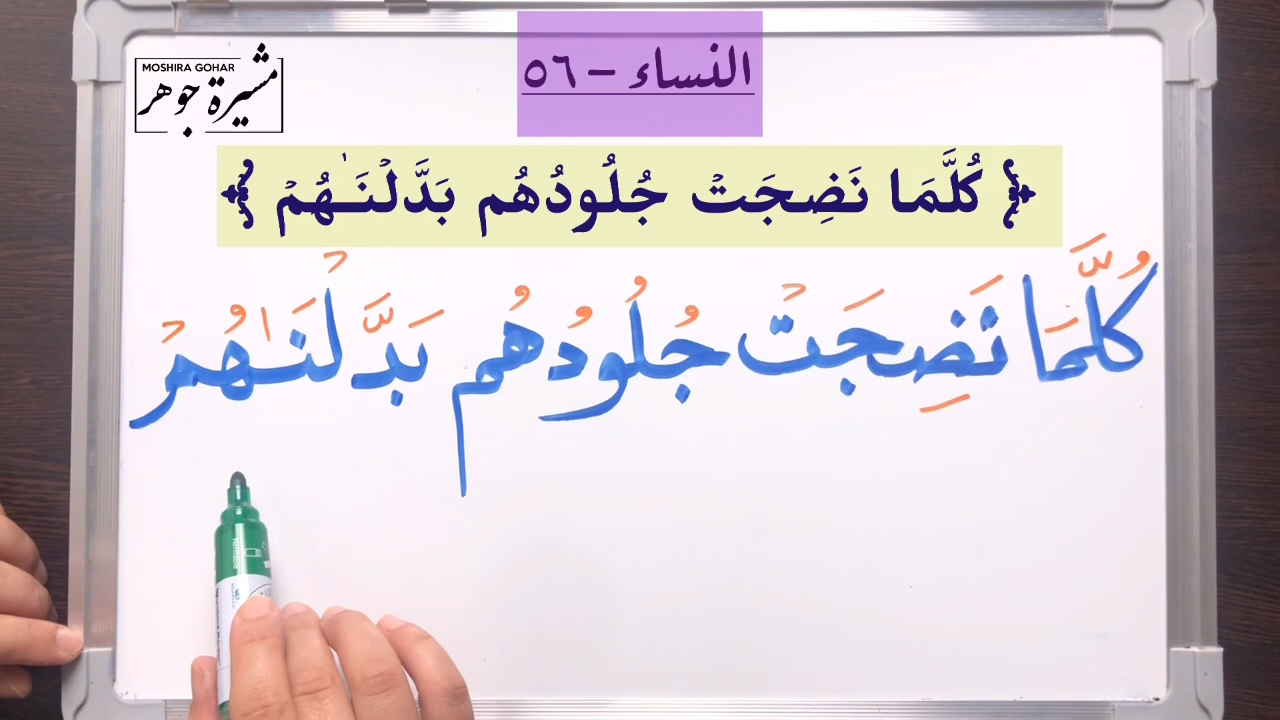 النساء - ٥٦
MOSHIRA GOHAR
مشيرة جوهر
﴿ كُلَّمَا نَضِجَتۡ جُلُودُهُم بَدَّلۡنَـٰهُمۡ ﴾
كُلَّمَا نَضِجَتۡ جُلُودُهُم بَدَّلۡنَـٰهُمۡ